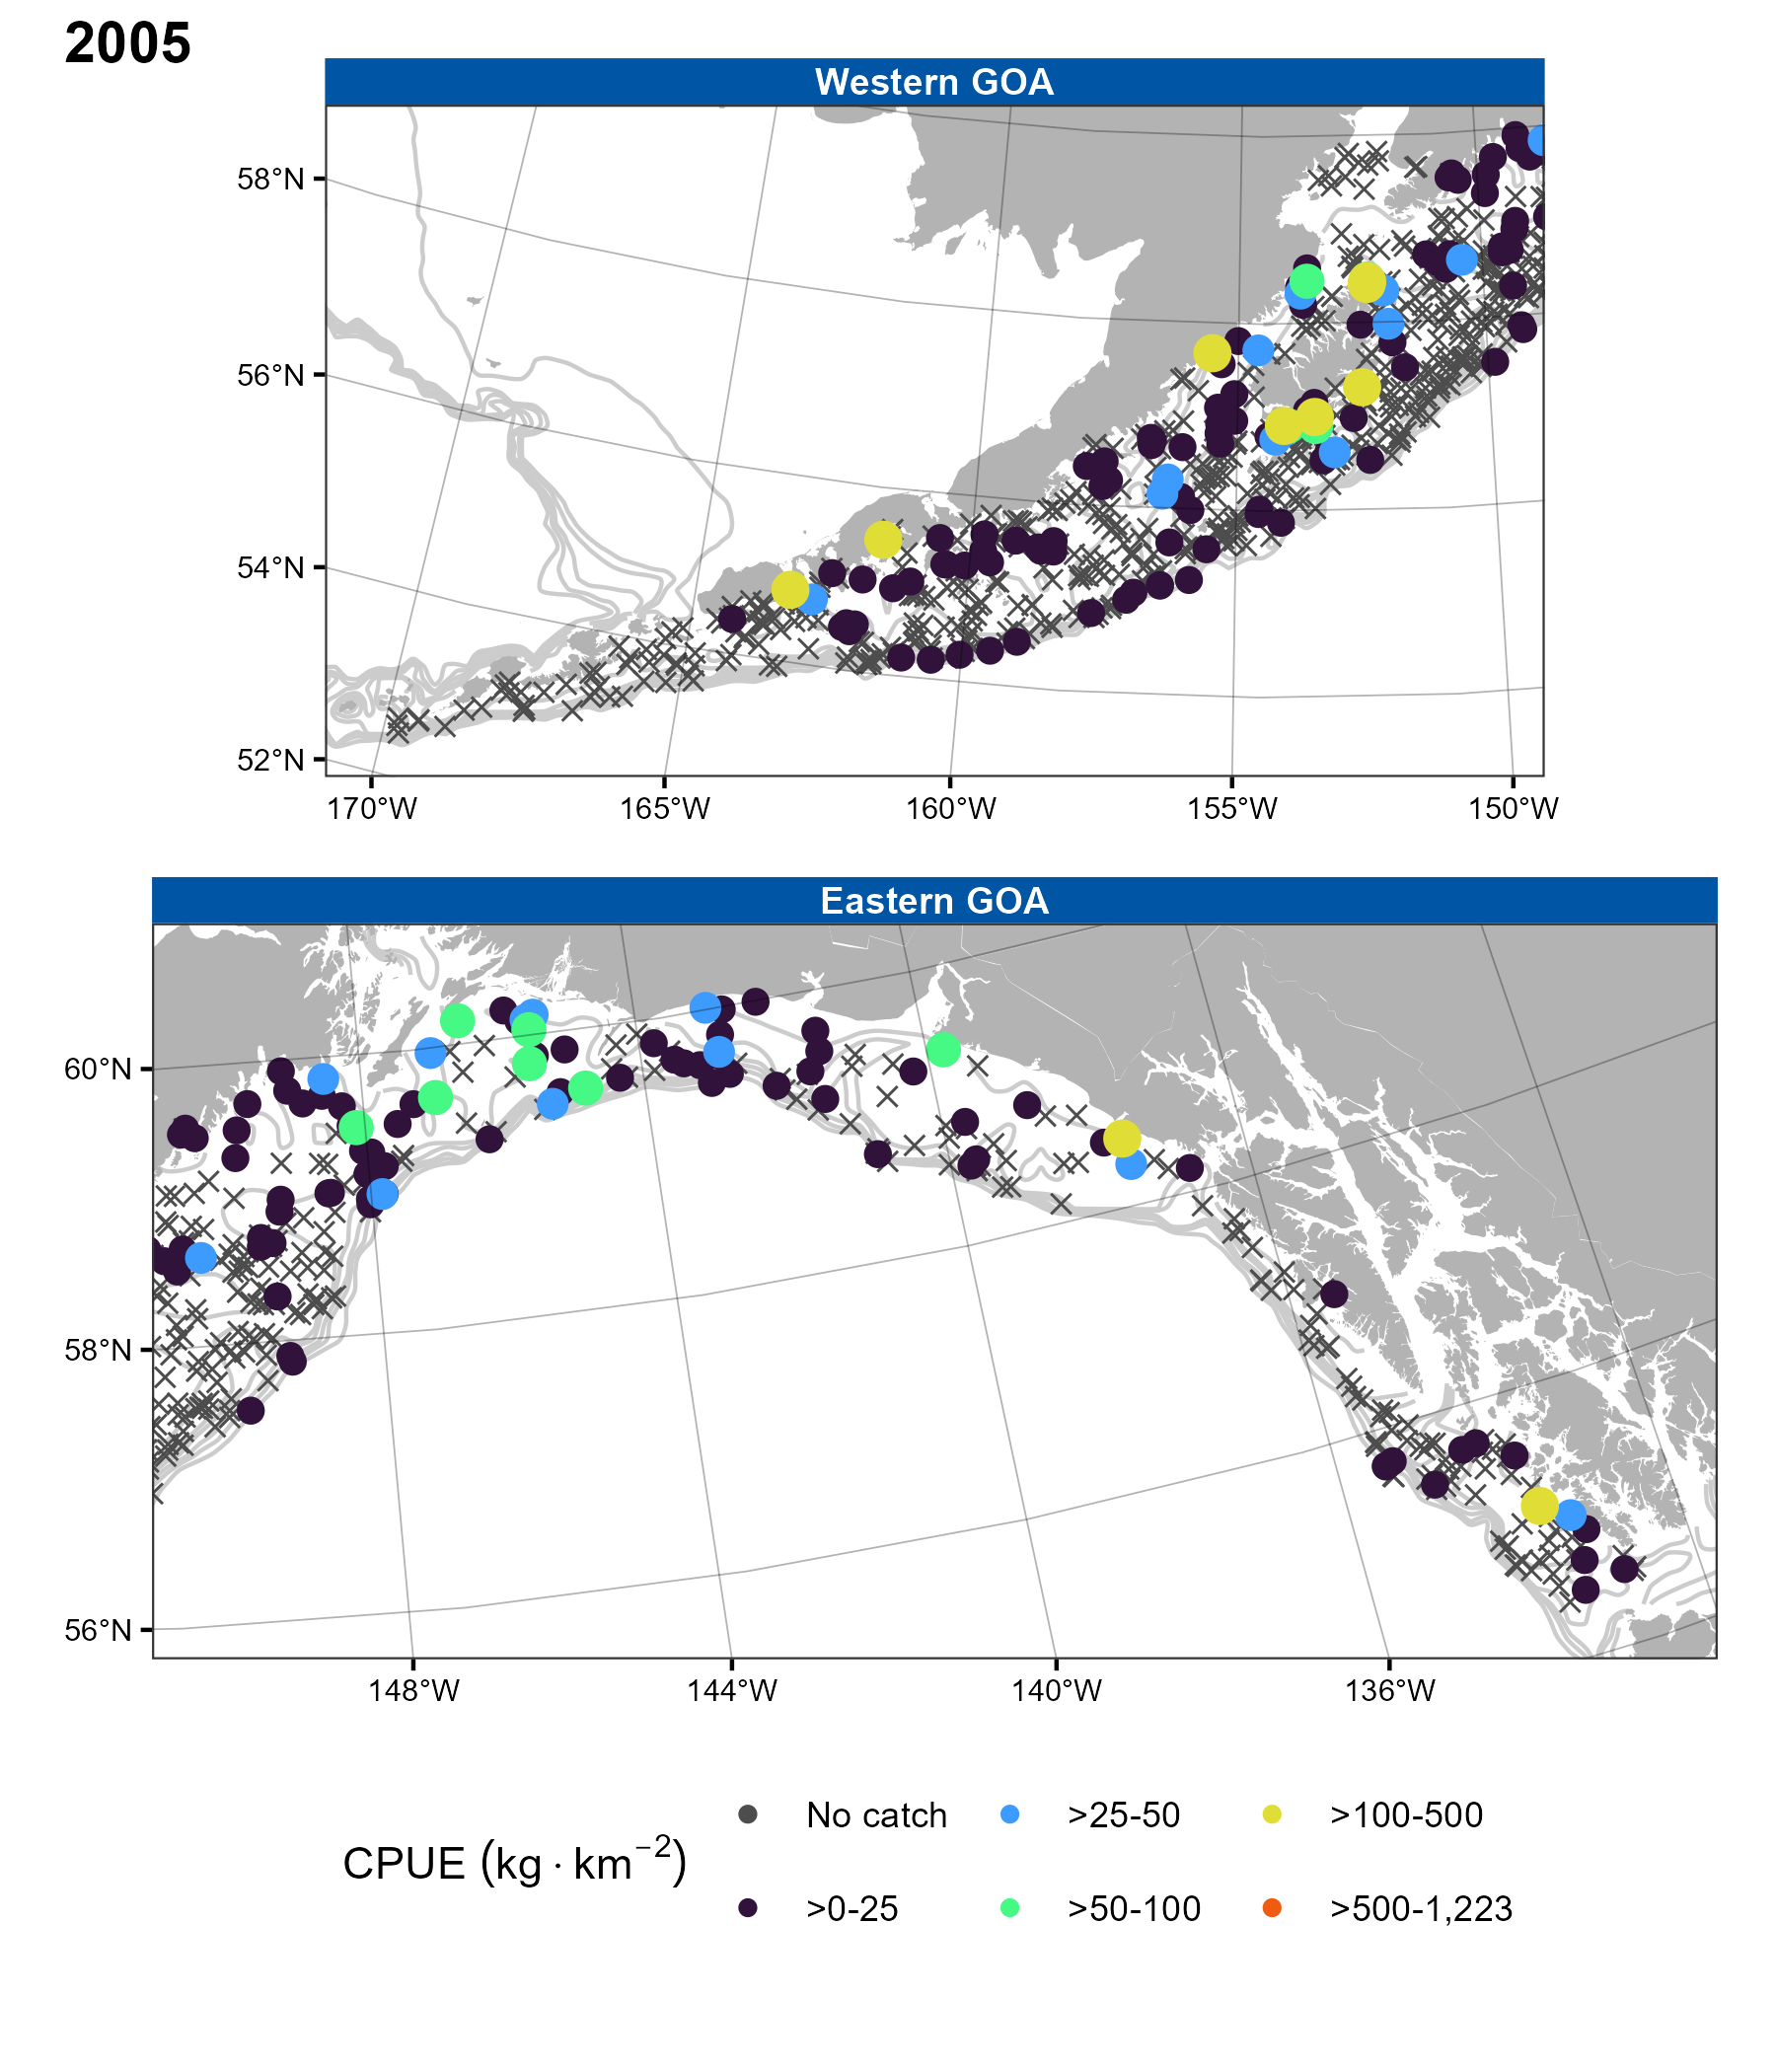 2005
Western GOA
58°N
56°N
54°N
52°N
170°W 165°W 160°W 155°W 150°W
Eastern GOA
60°N
58°N
56°N
148°W 144°W 140°W 136°W
CPUE (kg · km⁻²)
No catch >25-50 >100-500
>0-25 >50-100 >500-1,223